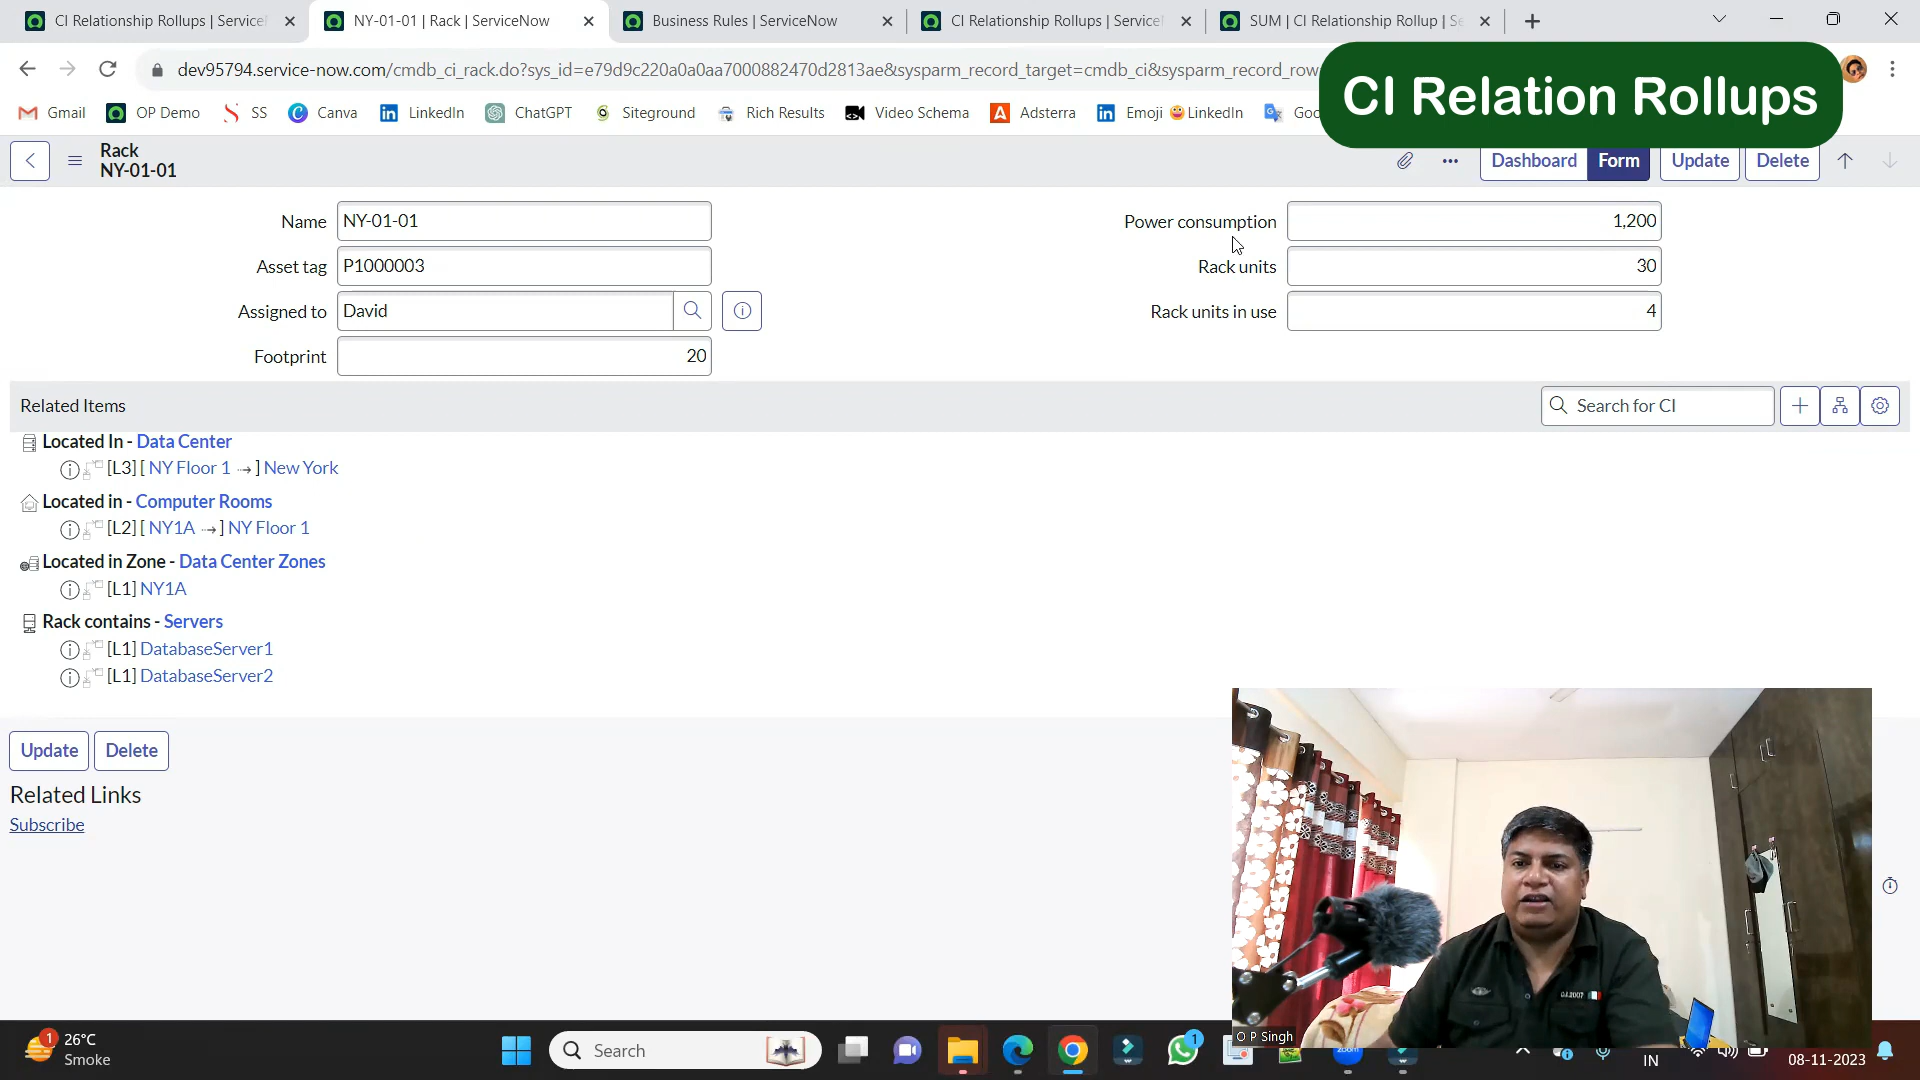 CI Relationship Rollups | Service
NY-01-01 | Rack | ServiceNow
Business Rules | ServiceNow
CI Relationship Rollups | Service
SUM | CI Relationship Rollup | Se
dev95794.service-now.com/cmdb_ci_rack.do?sys_id=e79d9c220a0a0aa7000882470d2813ae&sysparm_record_target=cmdb_ci&sysparm_record_row
CI Relation Rollups
Gmail
OP Demo
SS
Canva
LinkedIn
ChatGPT
Siteground
Rich Results
Video Schema
Adsterra
Emoji 😀LinkedIn
Goo
Rack
NY-01-01
Dashboard
Form
Update
Delete
Name NY-01-01
Power consumption 1,200
Asset tag P1000003
Rack units 30
Assigned to David
Rack units in use 4
Footprint 20
Related Items
Search for CI
Located In - Data Center
[L3] [ NY Floor 1 → ] New York
Located in - Computer Rooms
[L2] [ NY1A → ] NY Floor 1
Located in Zone - Data Center Zones
[L1] NY1A
Rack contains - Servers
[L1] DatabaseServer1
[L1] DatabaseServer2
Update
Delete
Related Links
Subscribe
O P Singh
1
26°C
Smoke
Search
1
zoom
IN
08-11-2023